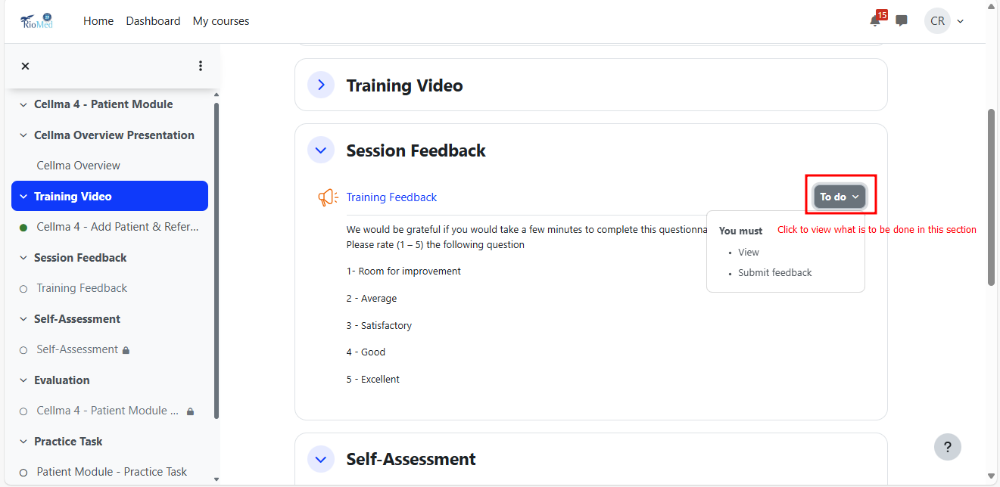 RioMed
25
Home
Dashboard
My courses
15
CR
Cellma 4 - Patient Module
Cellma Overview Presentation
Cellma Overview
Training Video
Cellma 4 - Add Patient & Refer...
Session Feedback
Training Feedback
Self-Assessment
Self-Assessment
Evaluation
Cellma 4 - Patient Module ...
Practice Task
Patient Module - Practice Task
Training Video
Session Feedback
Training Feedback
To do
We would be grateful if you would take a few minutes to complete this questionna
Please rate (1 – 5) the following question
1- Room for improvement
2 - Average
3 - Satisfactory
4 - Good
5 - Excellent
You must
Click to view what is to be done in this section
• View
• Submit feedback
Self-Assessment
?